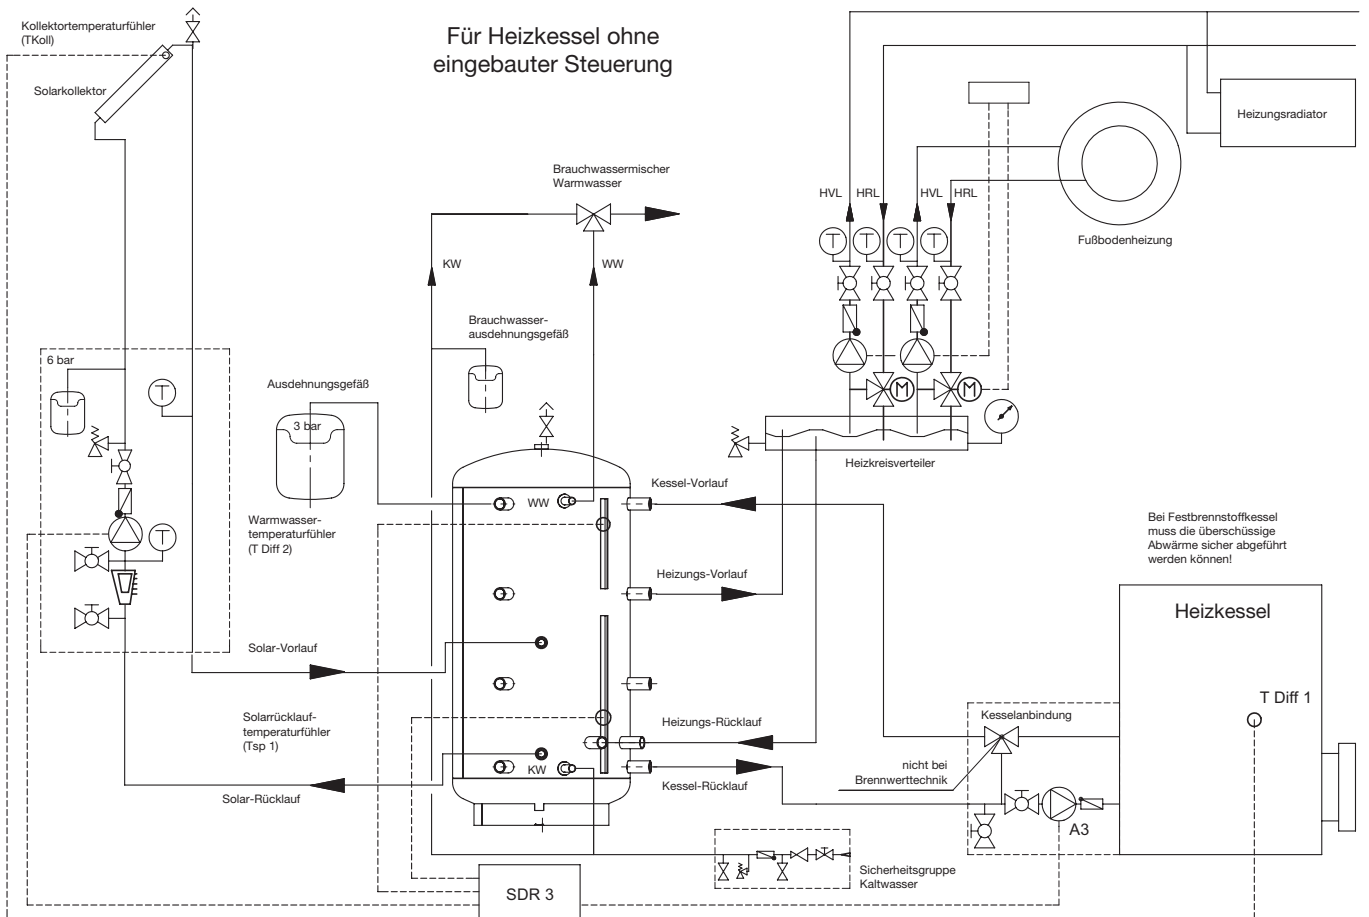 Kollektortemperaturfühler
(TKoll)
Für Heizkessel ohne
eingebauter Steuerung
Solarkollektor
Heizungsradiator
Brauchwassermischer
Warmwasser
HVL
HRL
HVL
HRL
T
T
T
T
Fußbodenheizung
KW
WW
Brauchwasser-
ausdehnungsgefäß
6 bar
T
Ausdehnungsgefäß
3 bar
M
M
Heizkreisverteiler
Kessel-Vorlauf
WW
Warmwasser-
temperaturfühler
(T Diff 2)
T
Bei Festbrennstoffkessel
muss die überschüssige
Abwärme sicher abgeführt
werden können!
Heizungs-Vorlauf
Heizkessel
Solar-Vorlauf
T Diff 1
Solarrücklauf-
temperaturfühler
(Tsp 1)
Heizungs-Rücklauf
Kesselanbindung
nicht bei
Brennwerttechnik
KW
Kessel-Rücklauf
Solar-Rücklauf
A3
Sicherheitsgruppe
Kaltwasser
SDR 3